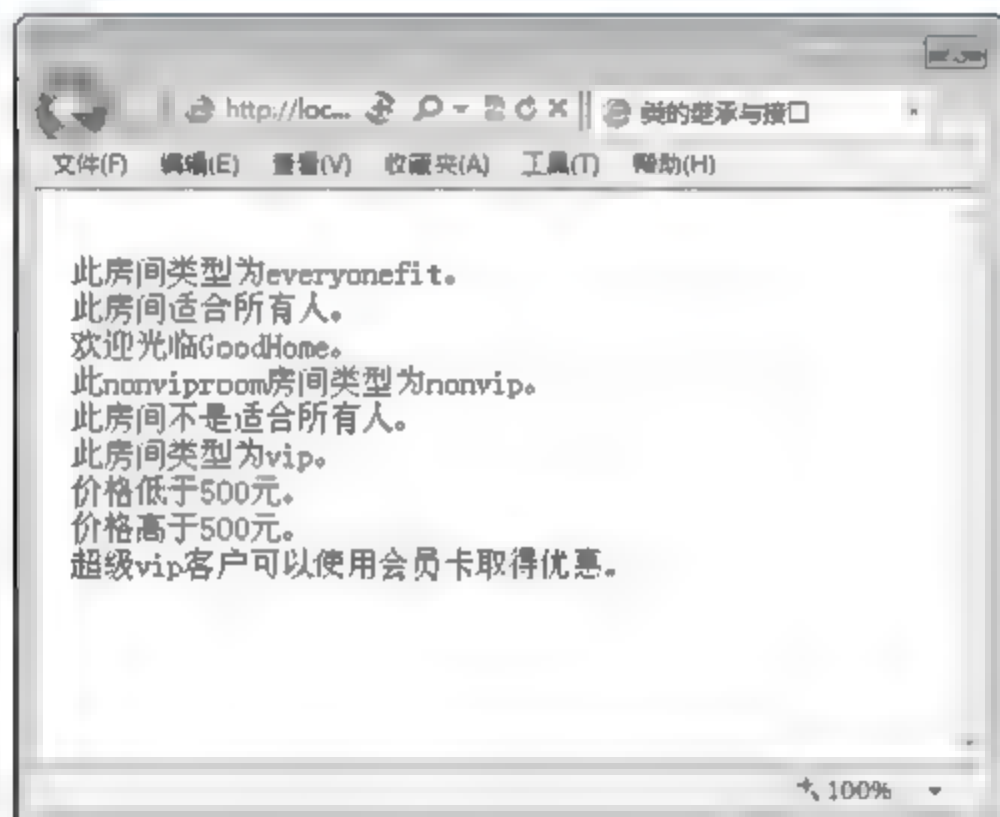 http://loc... 类的继承与接口
文件(F) 编辑(E) 查看(V) 收藏夹(A) 工具(T) 帮助(H)
此房间类型为everyonefit。
此房间适合所有人。
欢迎光临GoodHome。
此nonviproom房间类型为nonvip。
此房间不是适合所有人。
此房间类型为vip。
价格低于500元。
价格高于500元。
超级vip客户可以使用会员卡取得优惠。
100%